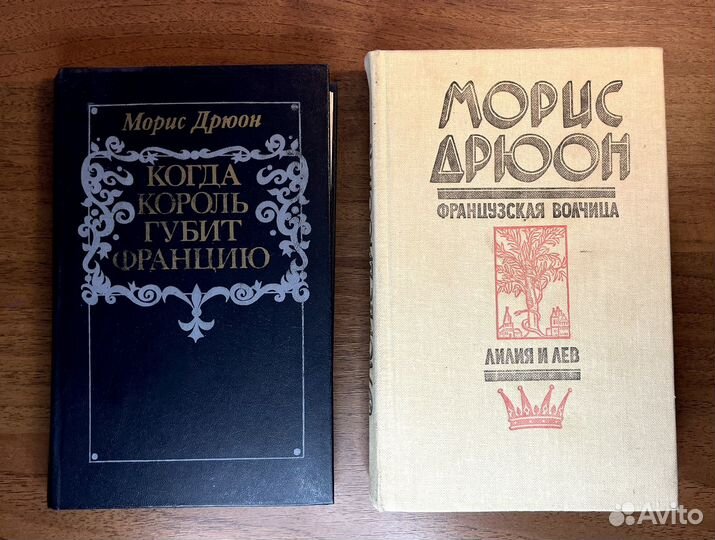 Морис Дрюон
КОГДА
КОРОЛЬ
ГУБИТ
ФРАНЦИЮ
МОРИС
ДРЮОН
ФРАНЦУЗСКАЯ ВОЛЧИЦА
ЛИЛИЯ И ЛЕВ
Avito